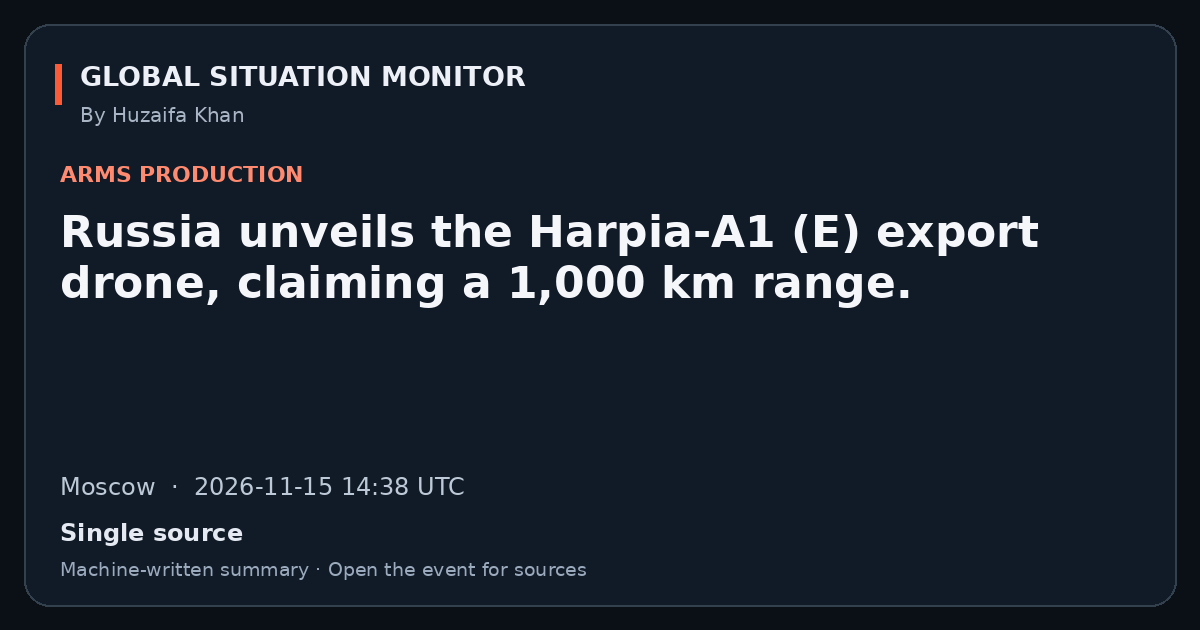 GLOBAL SITUATION MONITOR
By Huzaifa Khan
ARMS PRODUCTION
Russia unveils the Harpia-A1 (E) export
drone, claiming a 1,000 km range.
Moscow · 2026-11-15 14:38 UTC
Single source
Machine-written summary · Open the event for sources